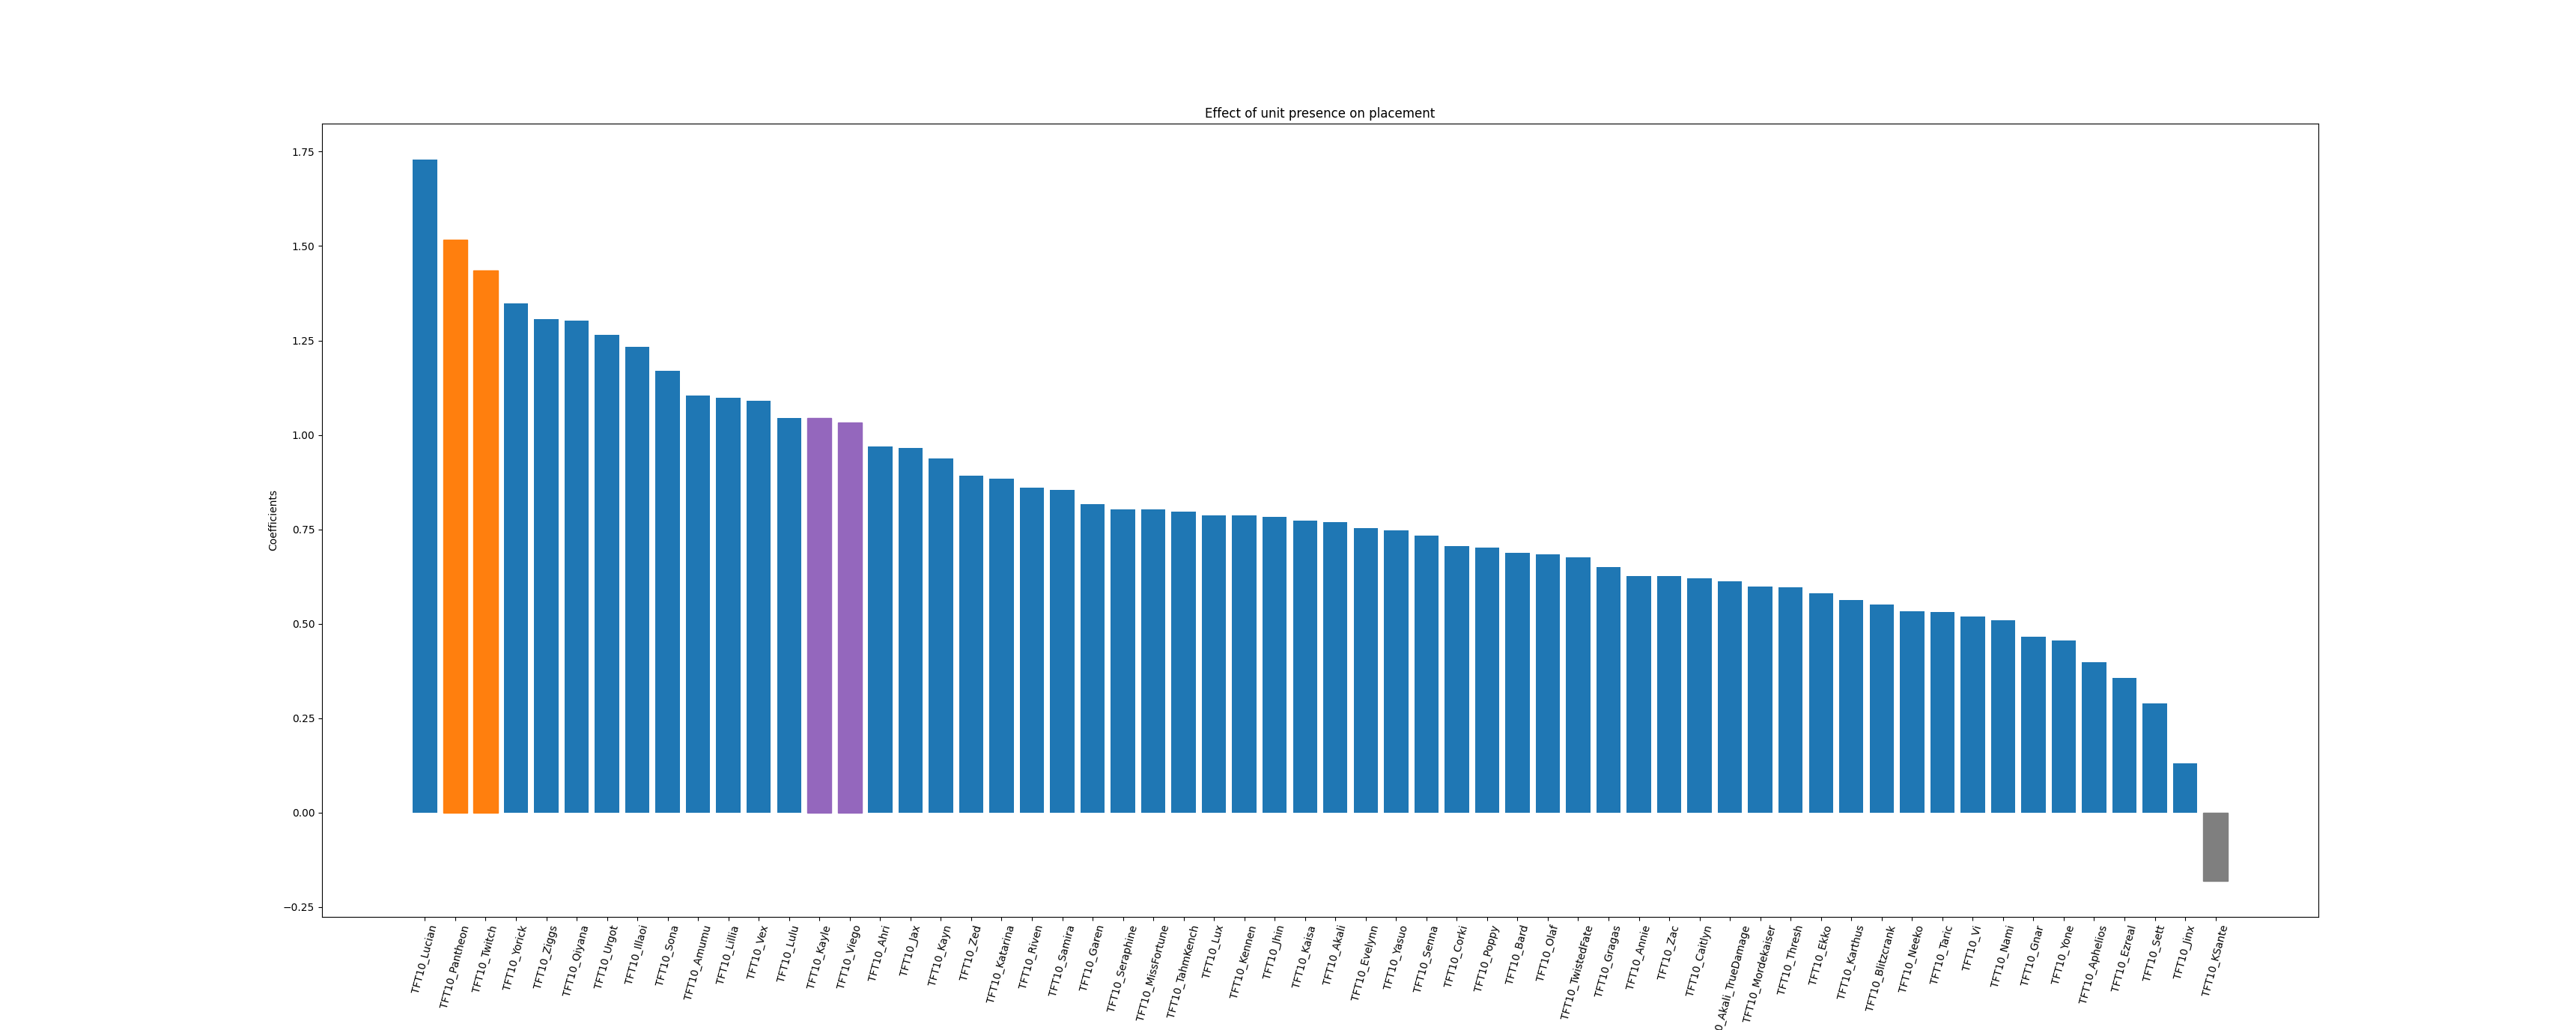 Effect of unit presence on placement
Coefficients
1.75
1.50
1.25
1.00
0.75
0.50
0.25
0.00
−0.25
TFT10_Lucian
TFT10_Pantheon
TFT10_Twitch
TFT10_Yorick
TFT10_Ziggs
TFT10_Qiyana
TFT10_Urgot
TFT10_Illaoi
TFT10_Sona
TFT10_Amumu
TFT10_Lillia
TFT10_Vex
TFT10_Lulu
TFT10_Kayle
TFT10_Viego
TFT10_Ahri
TFT10_Jax
TFT10_Kayn
TFT10_Zed
TFT10_Katarina
TFT10_Riven
TFT10_Samira
TFT10_Garen
TFT10_Seraphine
TFT10_MissFortune
TFT10_TahmKench
TFT10_Lux
TFT10_Kennen
TFT10_Jhin
TFT10_Kaisa
TFT10_Akali
TFT10_Evelynn
TFT10_Yasuo
TFT10_Senna
TFT10_Corki
TFT10_Poppy
TFT10_Bard
TFT10_Olaf
TFT10_TwistedFate
TFT10_Gragas
TFT10_Annie
TFT10_Zac
TFT10_Caitlyn
0_Akali_TrueDamage
TFT10_Mordekaiser
TFT10_Thresh
TFT10_Ekko
TFT10_Karthus
TFT10_Blitzcrank
TFT10_Neeko
TFT10_Taric
TFT10_Vi
TFT10_Nami
TFT10_Gnar
TFT10_Yone
TFT10_Aphelios
TFT10_Ezreal
TFT10_Sett
TFT10_Jinx
TFT10_KSante